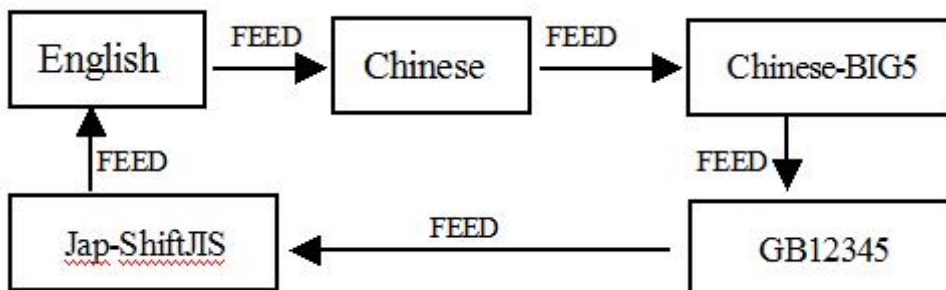 English
FEED
Chinese
FEED
Chinese-BIG5
FEED
GB12345
FEED
Jap-ShiftJIS
FEED